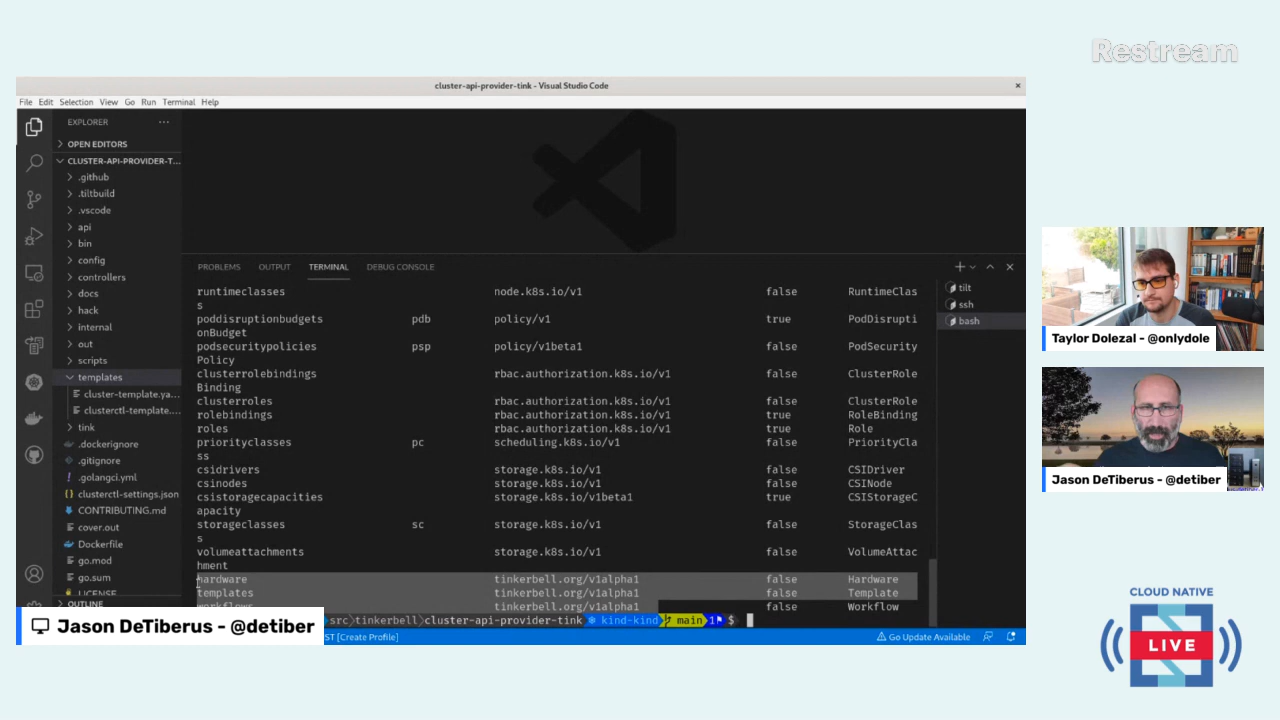 Restream
cluster-api-provider-tink - Visual Studio Code
File Edit Selection View Go Run Terminal Help
EXPLORER
OPEN EDITORS
CLUSTER-API-PROVIDER-T...
.github
.tiltbuild
.vscode
api
bin
config
controllers
docs
hack
internal
out
scripts
templates
cluster-template.ya...
clusterctl-template....
tink
.dockerignore
.gitignore
.golangci.yml
clusterctl-settings.json
CONTRIBUTING.md
cover.out
Dockerfile
go.mod
go.sum
LICENSE
OUTLINE
PROBLEMS OUTPUT TERMINAL DEBUG CONSOLE
runtimeclasses node.k8s.io/v1 false RuntimeClas
s
poddisruptionbudgets pdb policy/v1 true PodDisrupti
onBudget
podsecuritypolicies psp policy/v1beta1 false PodSecurity
Policy
clusterrolebindings rbac.authorization.k8s.io/v1 false ClusterRole
Binding
clusterroles rbac.authorization.k8s.io/v1 false ClusterRole
rolebindings rbac.authorization.k8s.io/v1 true RoleBinding
roles rbac.authorization.k8s.io/v1 true Role
priorityclasses pc scheduling.k8s.io/v1 false PriorityCla
ss
csidrivers storage.k8s.io/v1 false CSIDriver
csinodes storage.k8s.io/v1 false CSINode
csistoragecapacities storage.k8s.io/v1beta1 true CSIStorageC
apacity
storageclasses sc storage.k8s.io/v1 false StorageClas
s
volumeattachments storage.k8s.io/v1 false VolumeAttac
hment
hardware tinkerbell.org/v1alpha1 false Hardware
templates tinkerbell.org/v1alpha1 false Template
workflows tinkerbell.org/v1alpha1 false Workflow
src tinkerbell cluster-api-provider-tink kind-kind main 1 $
tilt
ssh
bash
ST [Create Profile]
Go Update Available
Jason DeTiberus - @detiber
Taylor Dolezal - @onlydole
Jason DeTiberus - @detiber
CLOUD NATIVE
LIVE